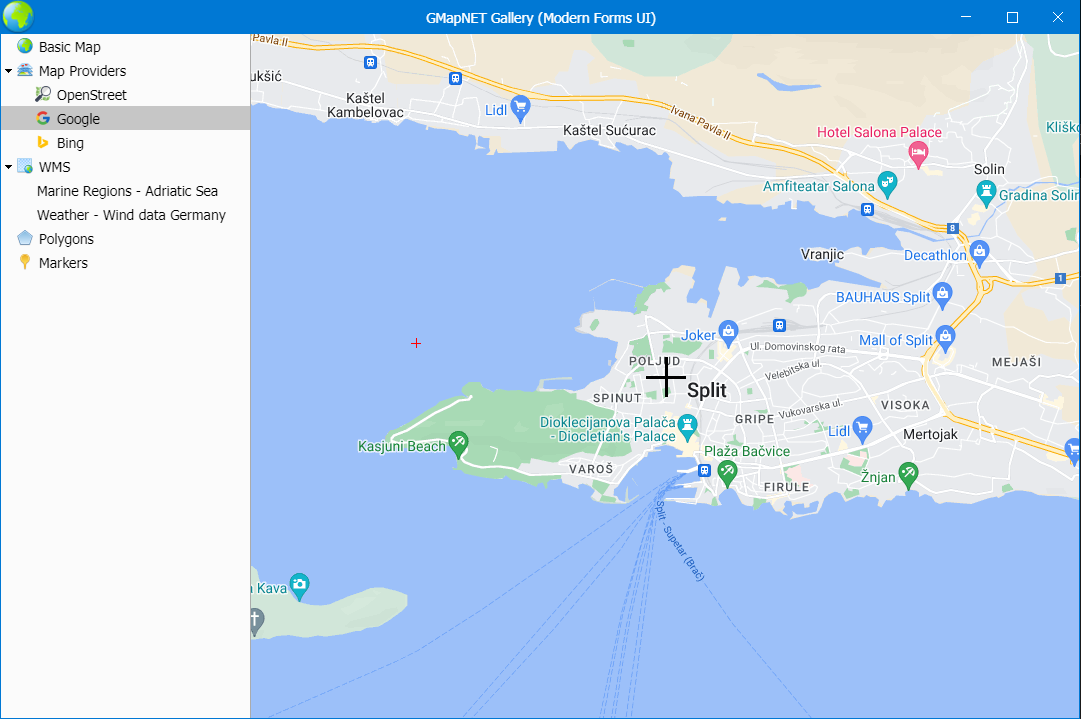 GMapNET Gallery (Modern Forms UI)
Basic Map
Map Providers
OpenStreet
Google
Bing
WMS
Marine Regions - Adriatic Sea
Weather - Wind data Germany
Polygons
Markers
Pavla II
ukšić
Kaštel
Kambelovac
Lidl
Kaštel Sućurac
Ivana Pavla II
Hotel Salona Palace
Klišk
Solin
Amfiteatar Salona
Gradina Solin
8
Vranjic
Decathlon
1
BAUHAUS Split
Joker
Mall of Split
Ul. Domovinskog rata
POLJUD
MEJAŠI
Velebitska ul.
Split
SPINUT
VISOKA
Vukovarska ul.
GRIPE
Dioklecijanova Palača
- Diocletian's Palace
Lidl
Mertojak
Kasjuni Beach
Plaža Bačvice
VAROŠ
Žnjan
FIRULE
Split - Supetar (Brač)
Kava